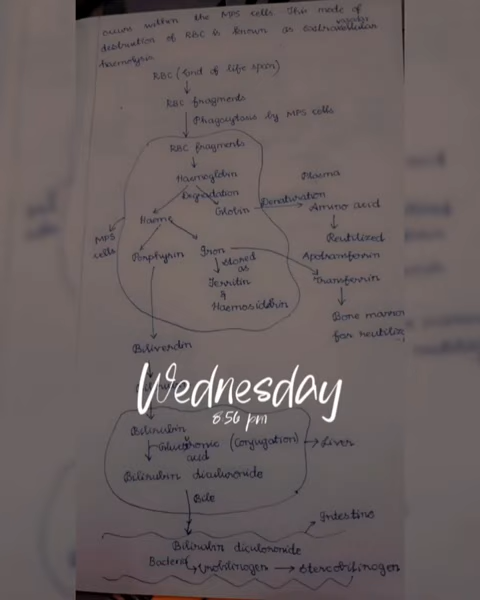 occurs within the MPS cells. This mode of
destruction of RBC is known as Extravascular
haemolysis
RBC (End of life span)
RBC fragments
Phagocytosis by MPS cells
RBC fragments
Haemoglobin
Plasma
Degradation
Denaturation
Haeme
Globin
Amino acid
MPS
cells
Reutilized
Porphyrin
Iron
Apotransferrin
stored
as
Transferrin
Ferritin
&
Haemosiderin
Bone marrow
for reutiliz
Biliverdin
Wednesday
8:56 pm
Bilirubin
Glucuronic (conjugation)
Liver
acid
Bilirubin diculuronide
Bile
Intestine
Bilirubin diculoronide
Bacteria
Urobilinogen
Stercobilinogen